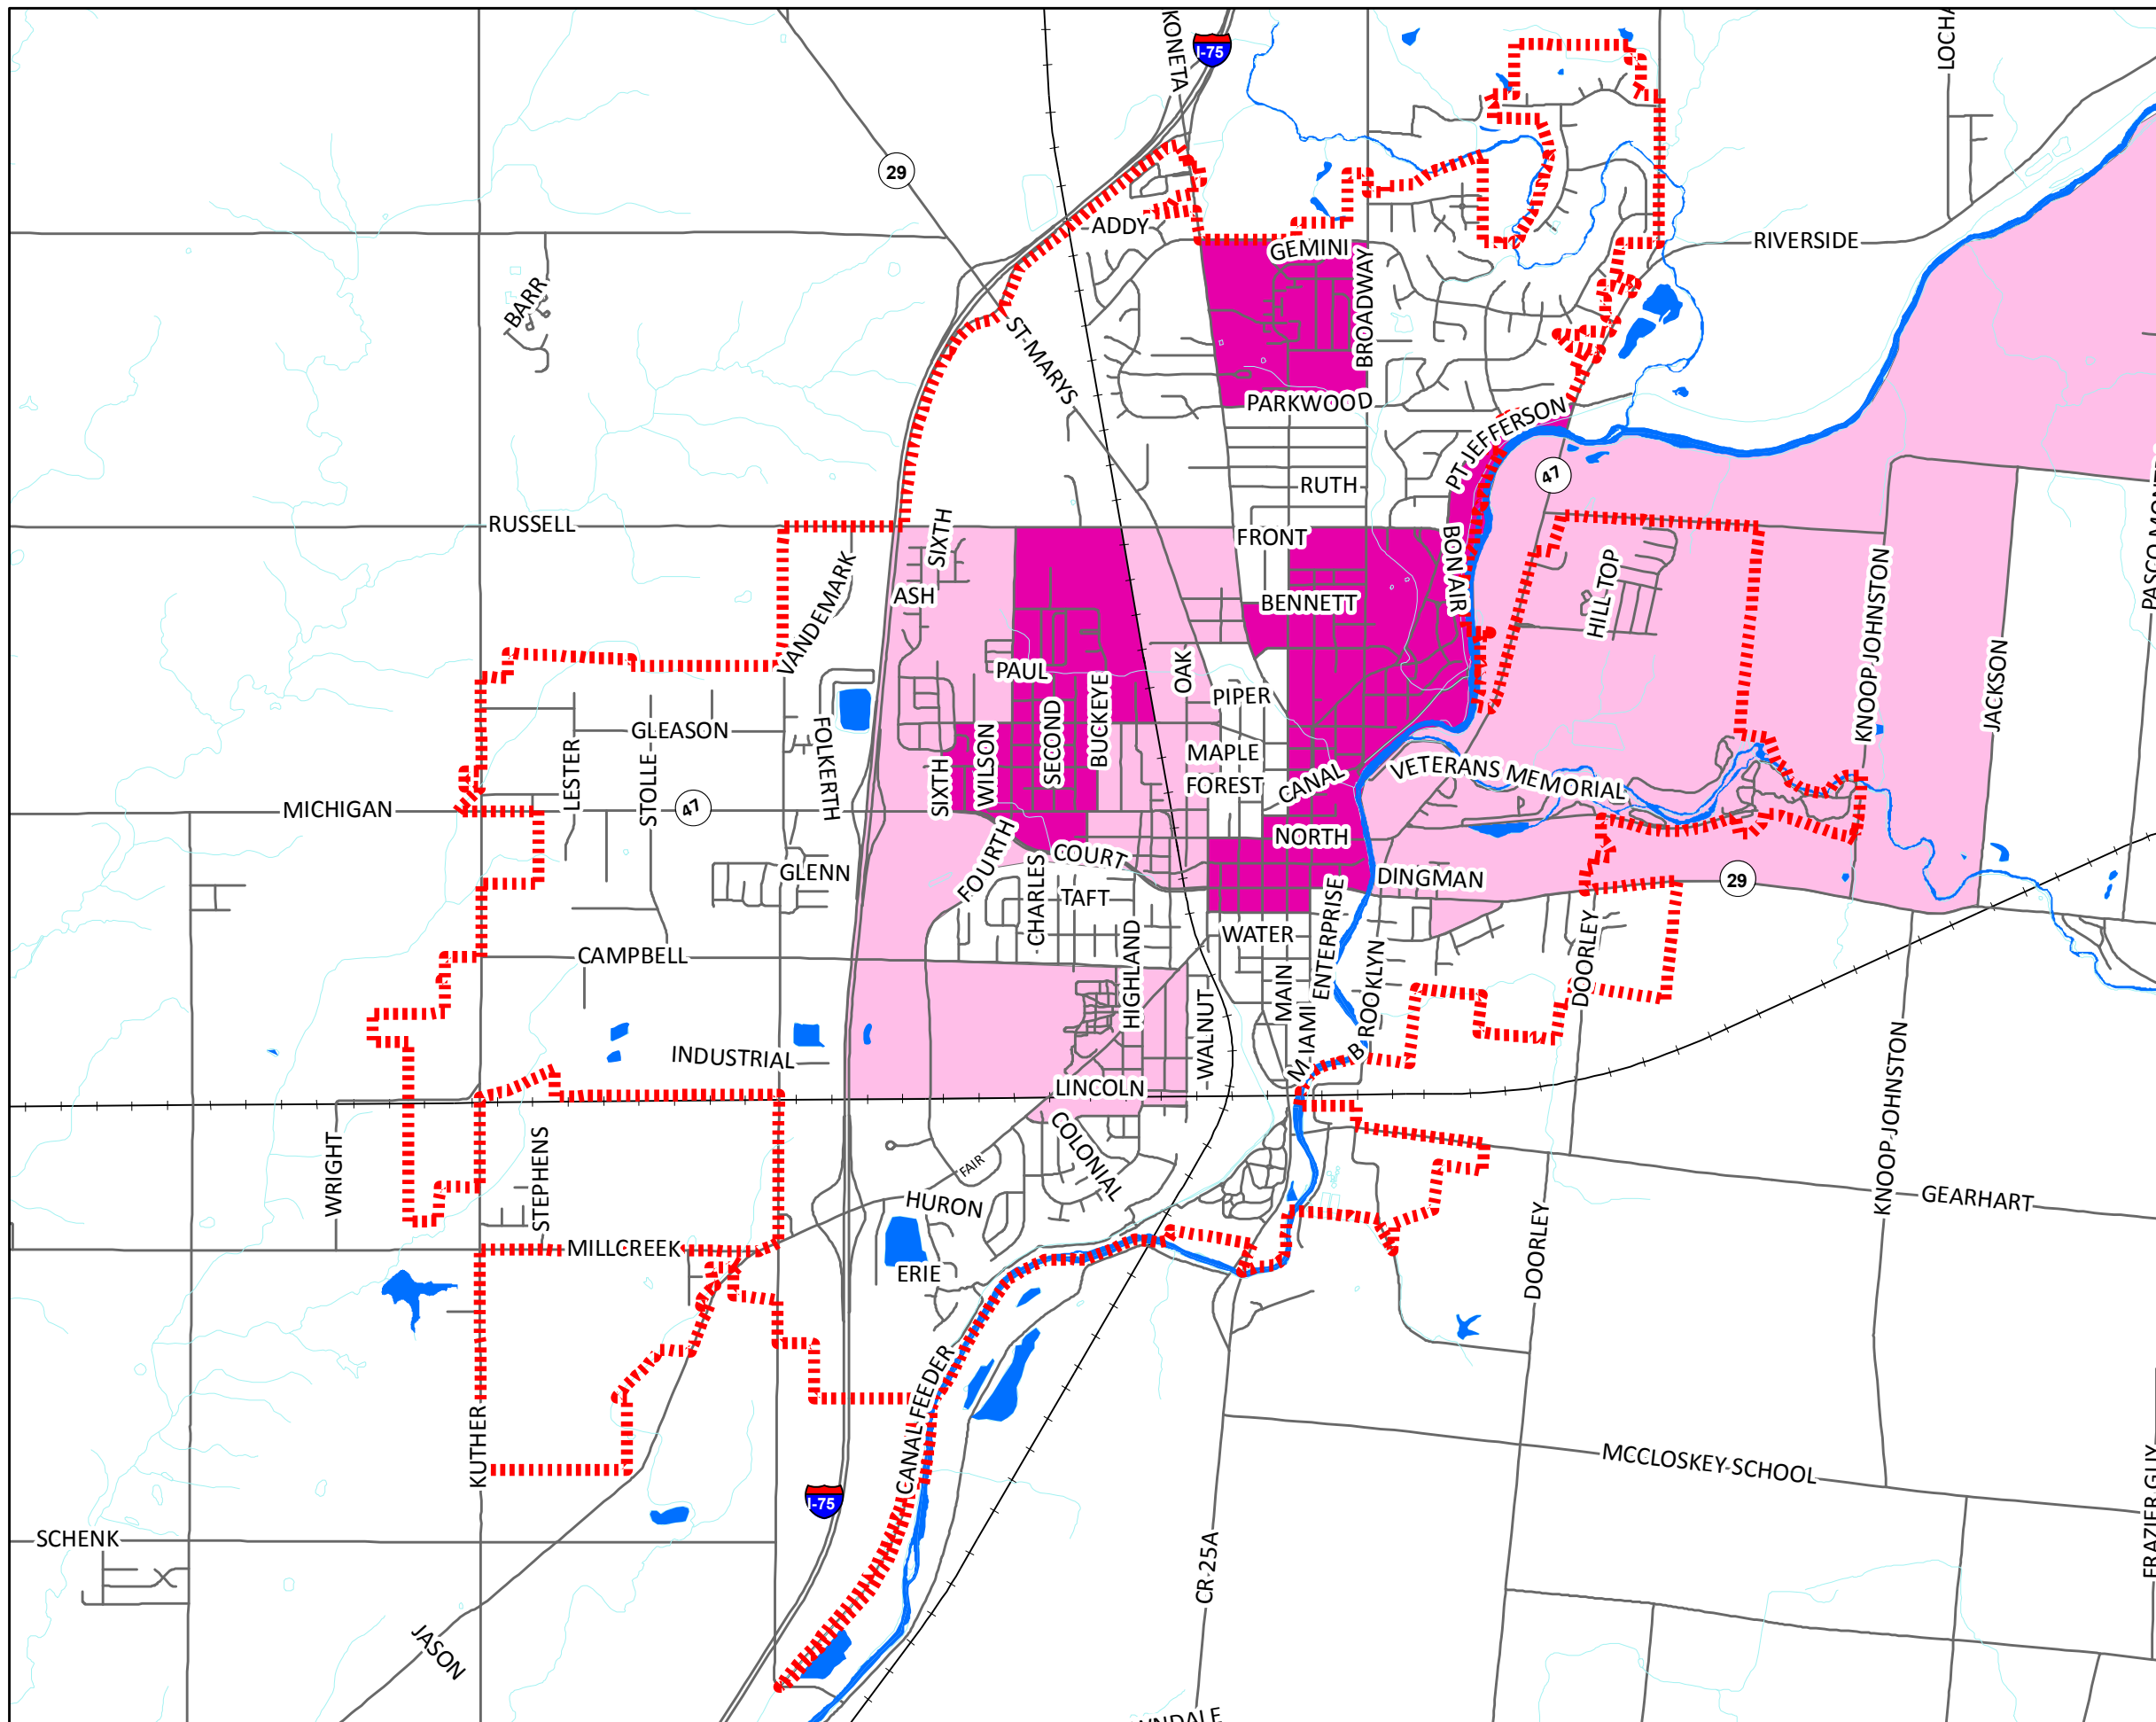 KONETA
I-75
LOCHA
29
ADDY
GEMINI
RIVERSIDE
BARR
BROADWAY
ST-MARYS
PARKWOOD
PT-JEFFERSON
RUTH
47
RUSSELL
SIXTH
FRONT
BONAIR
VANDEMARK
ASH
BENNETT
HILL-TOP
KNOOP-JOHNSTON
JACKSON
PAUL
OAK
PIPER
BUCKEYE
SECOND
WILSON
SIXTH
GLEASON
FOLKERTH
LESTER
STOLLE
MAPLE
FOREST
CANAL
VETERANS MEMORIAL
MICHIGAN
47
NORTH
FOURTH
COURT
GLENN
DINGMAN
29
CHARLES
TAFT
ENTERPRISE
WATER
HIGHLAND
DOORLEY
CAMPBELL
BROOKLYN
MAIN
WALNUT
MIAMI
INDUSTRIAL
LINCOLN
KNOOP-JOHNSTON
COLONIAL
WRIGHT
STEPHENS
FAIR
HURON
GEARHART
MILLCREEK
DOORLEY
ERIE
CANAL FEEDER
KUTHER
MCCLOSKEY-SCHOOL
I-75
SCHENK
CR-25A
FRAZIER-GUY
JASON